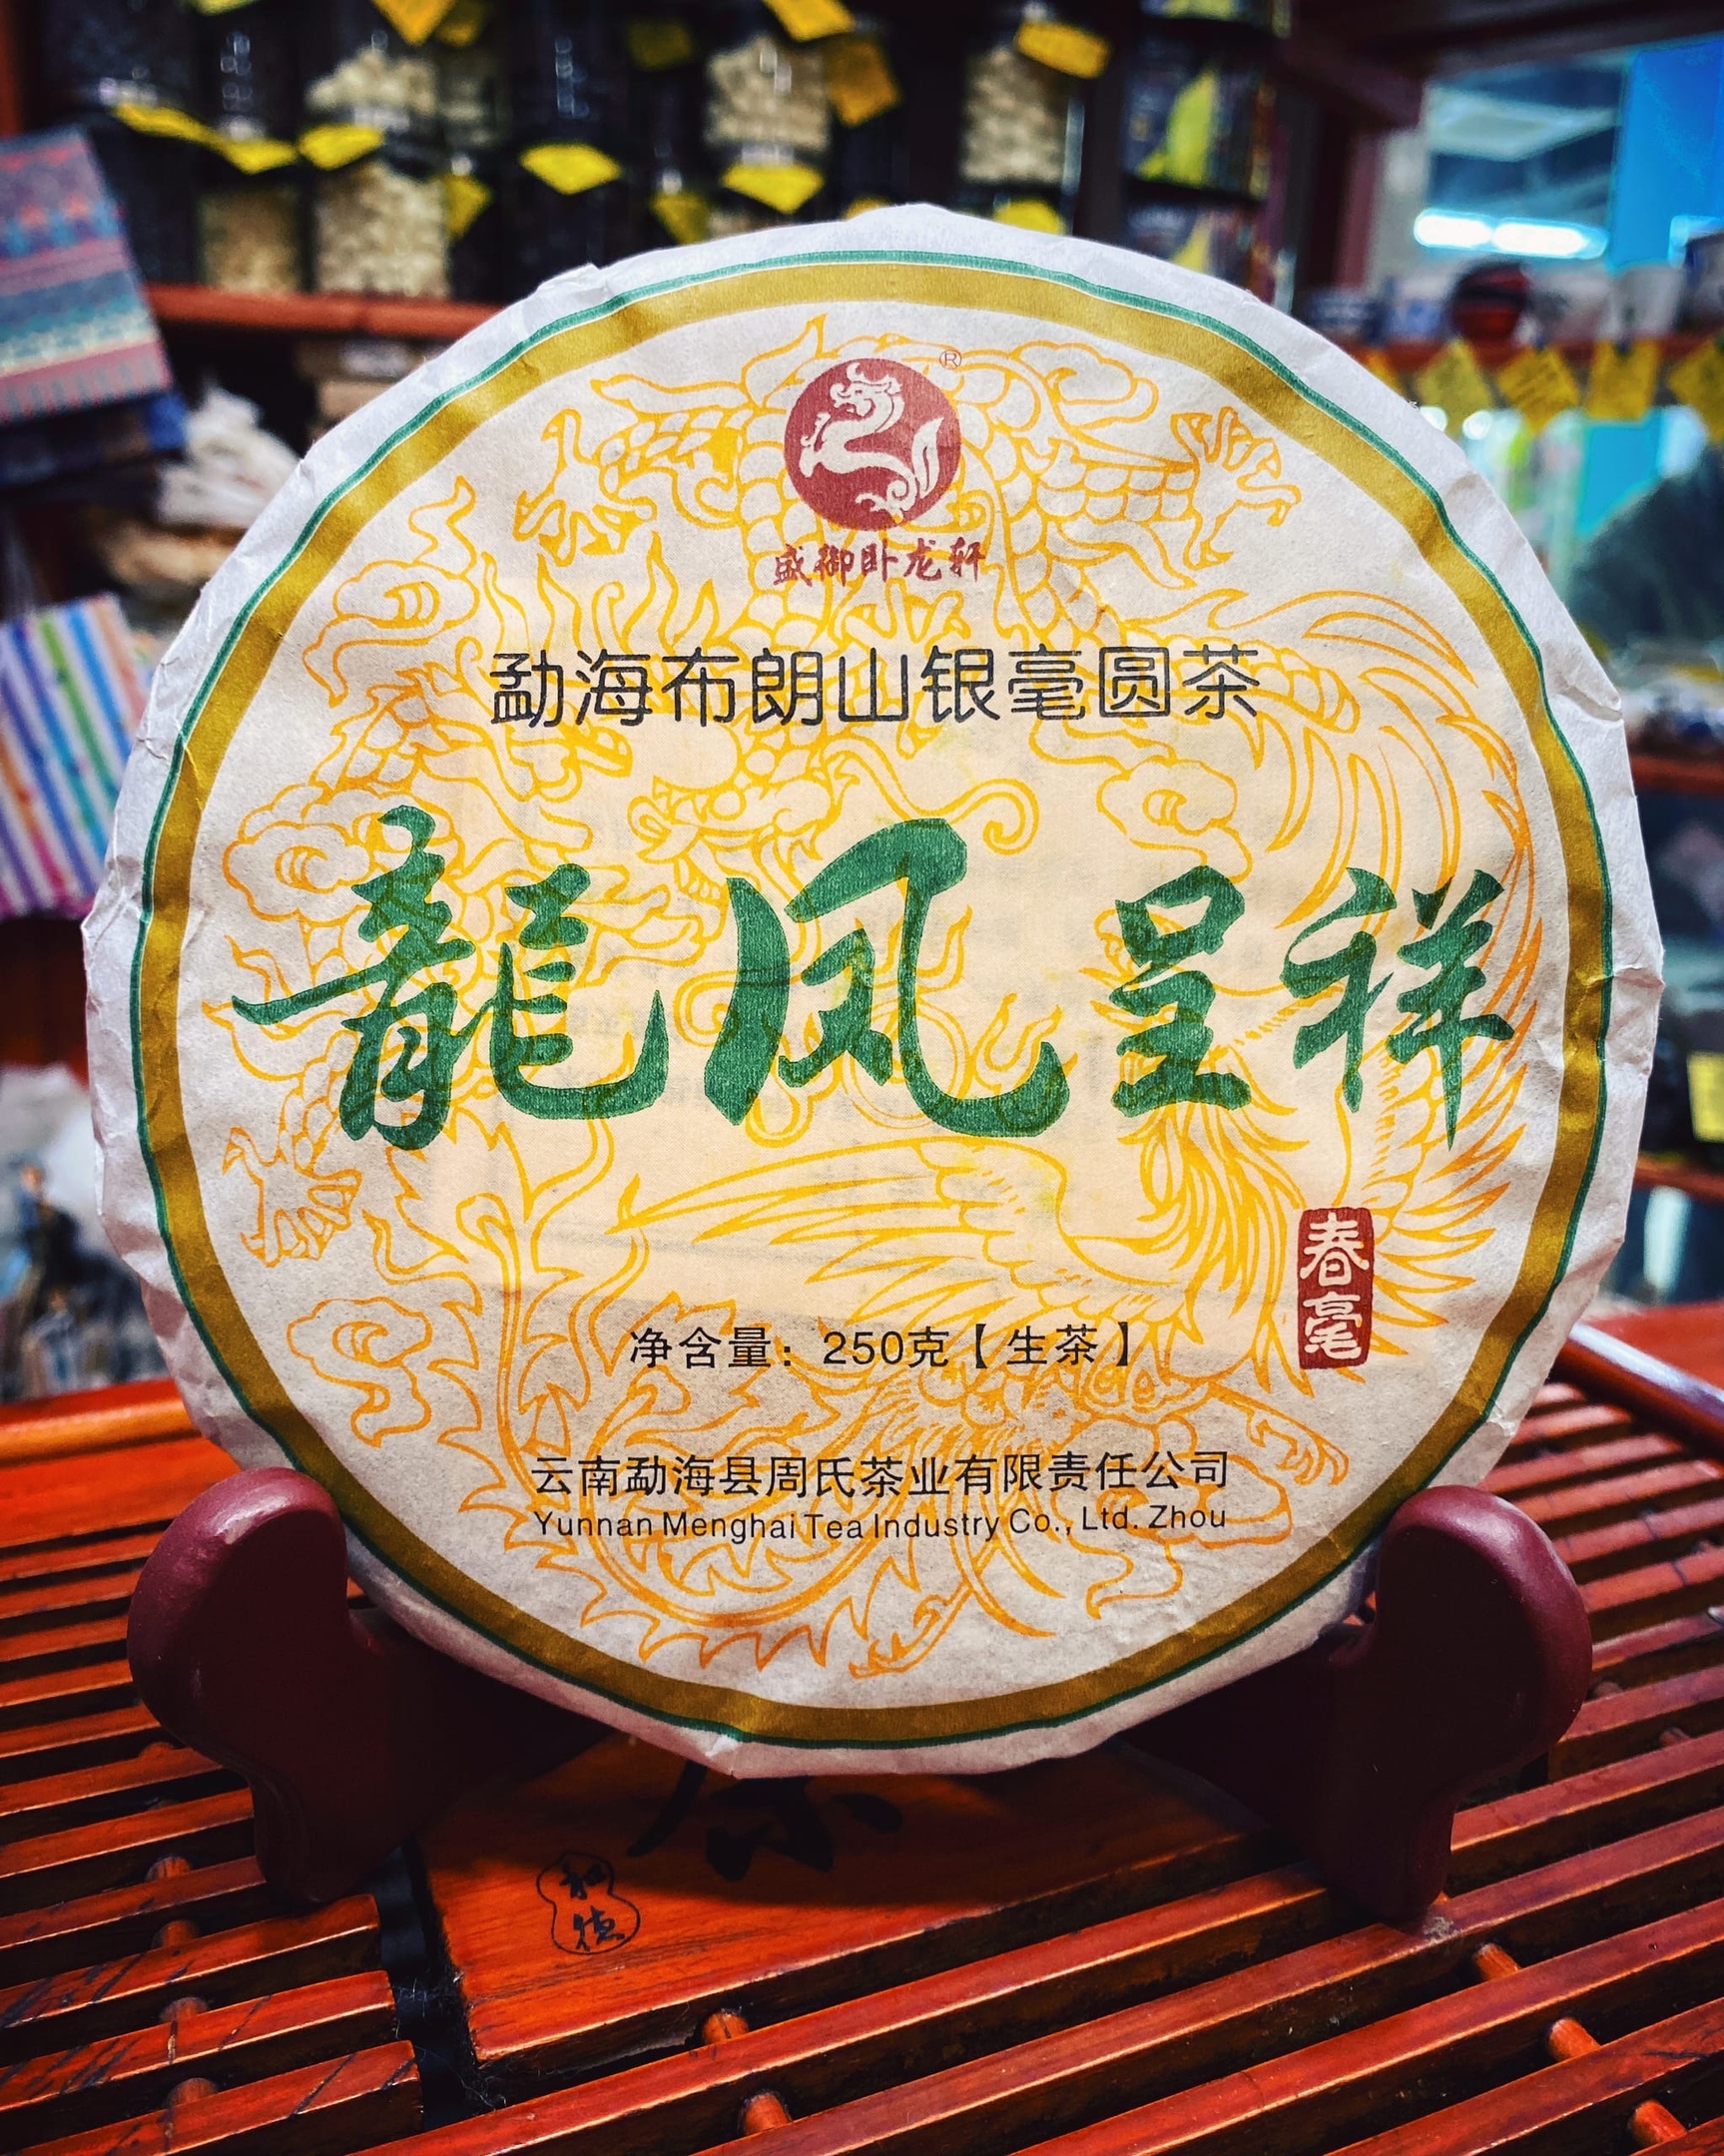 ®
盛御卧龙轩
勐海布朗山银毫圆茶
龍凤呈祥
春毫
净含量：250克【生茶】
云南勐海县周氏茶业有限责任公司
Yunnan Menghai Tea Industry Co., Ltd. Zhou